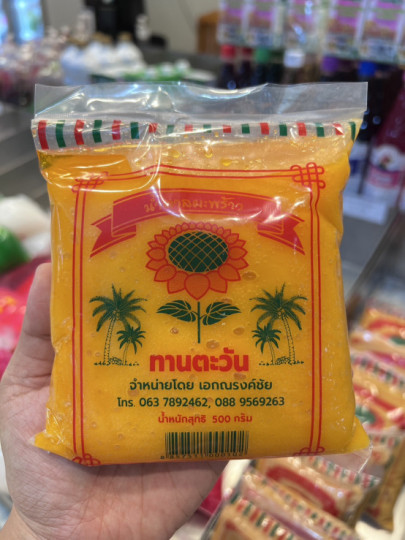 ทานตะวัน
จำหน่ายโดย เอกณรงค์ชัย
โทร. 063 7892462, 088 9569263
น้ำหนักสุทธิ 500 กรัม